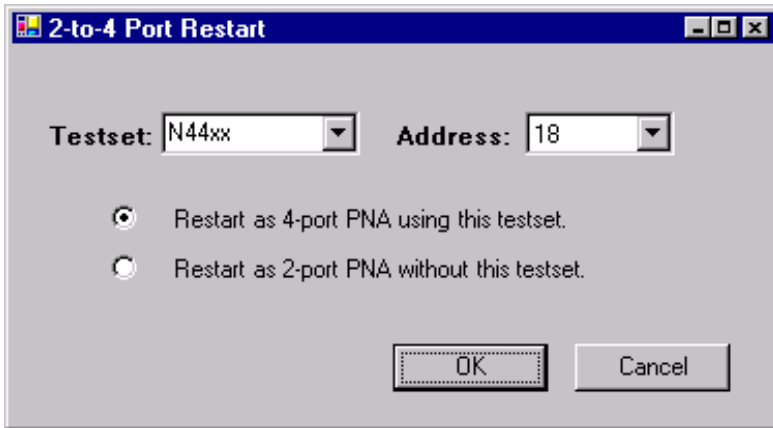 2-to-4 Port Restart
Testset: N44xx Address: 18
Restart as 4-port PNA using this testset.
Restart as 2-port PNA without this testset.
OK Cancel